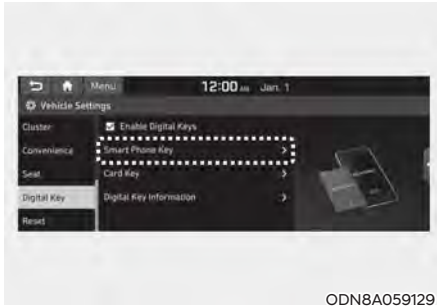 Menu 12:00 AM Jan. 1
Vehicle Settings
Cluster
Enable Digital Keys
Convenience
Smart Phone Key
Seat
Card Key
Digital Key
Digital Key Information
Reset
ODN8A059129